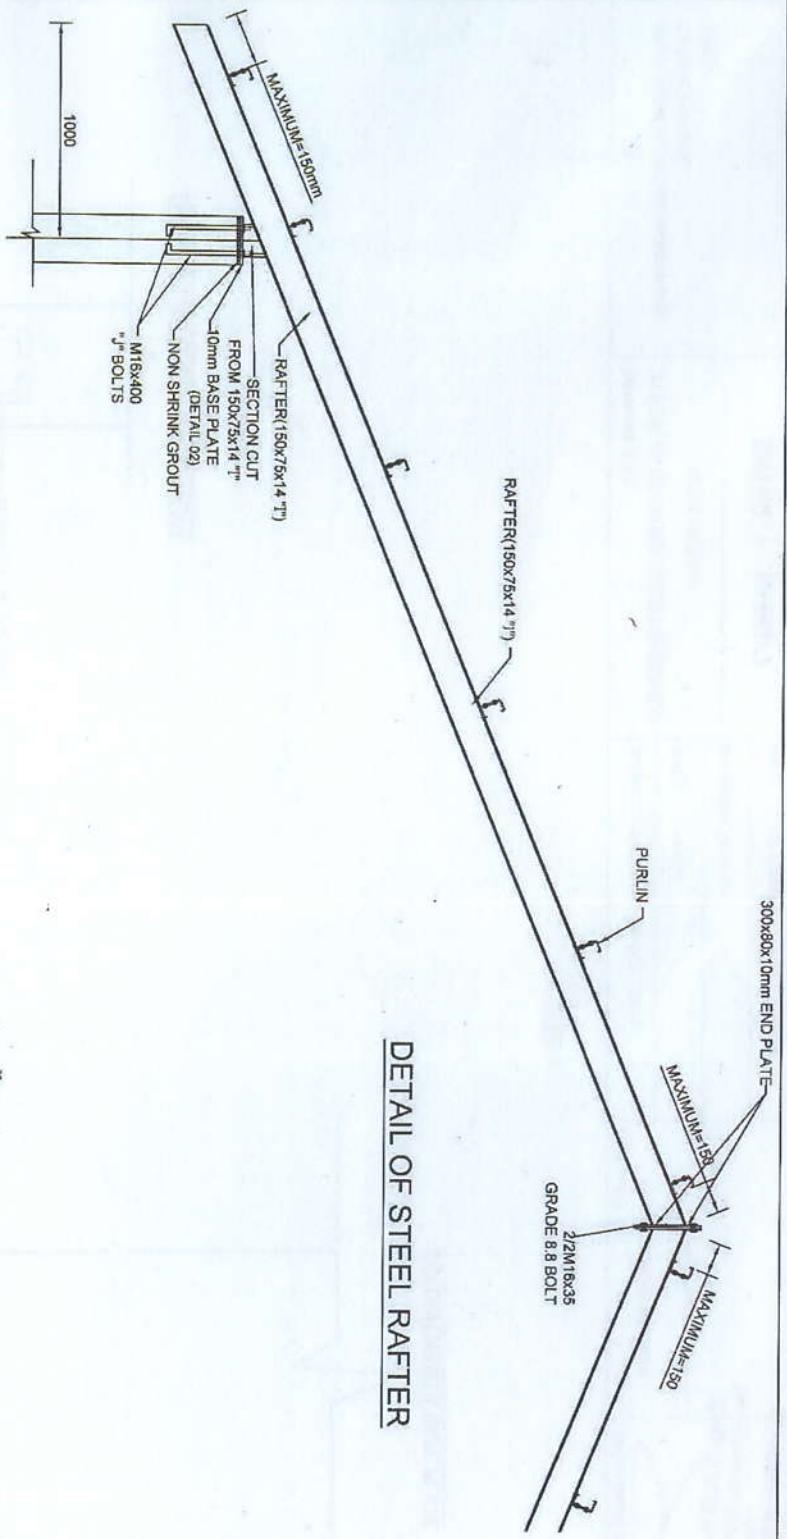 300x80x10mm END PLATE
MAXIMUM=150
MAXIMUM=150
PURLIN
2/2M16x35
GRADE 8.8 BOLT
RAFTER(150x75x14 "I")
MAXIMUM=150mm
1000
RAFTER(150x75x14 "I")
SECTION CUT
FROM 150x75x14 "I"
10mm BASE PLATE
(DETAIL 02)
NON SHRINK GROUT
M16x400
"J" BOLTS
DETAIL OF STEEL RAFTER